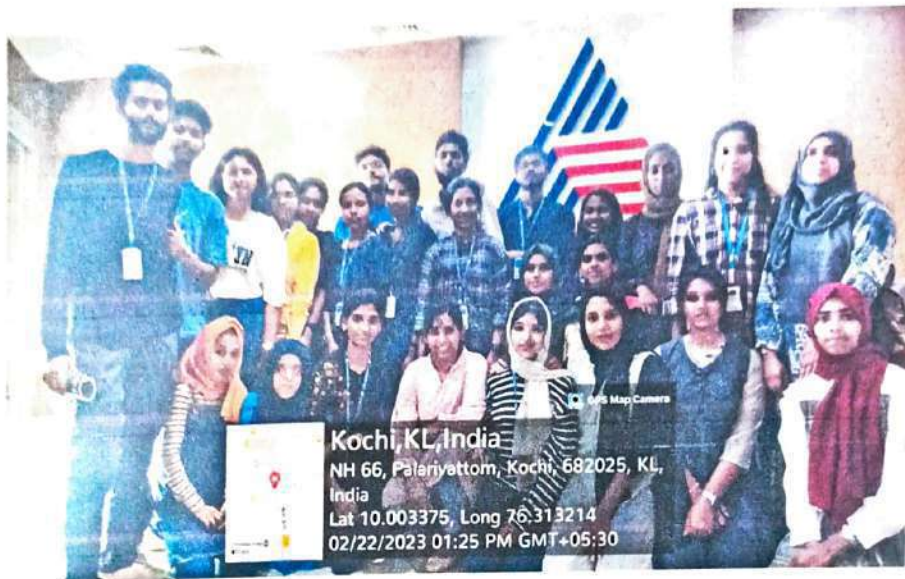 GPS Map Camera
Kochi,KL,India
NH 66, Palarivattom, Kochi, 682025, KL,
India
Lat 10.003375, Long 76.313214
02/22/2023 01:25 PM GMT+05:30